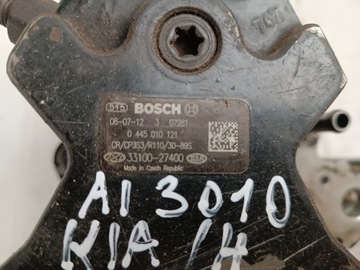 BOSCH
08-07-12 3 07281
0 445 010 121
CR/CP3S3/R110/30-89S
33100-27400
Made in Czech Republic
AI 3010
KIA /H